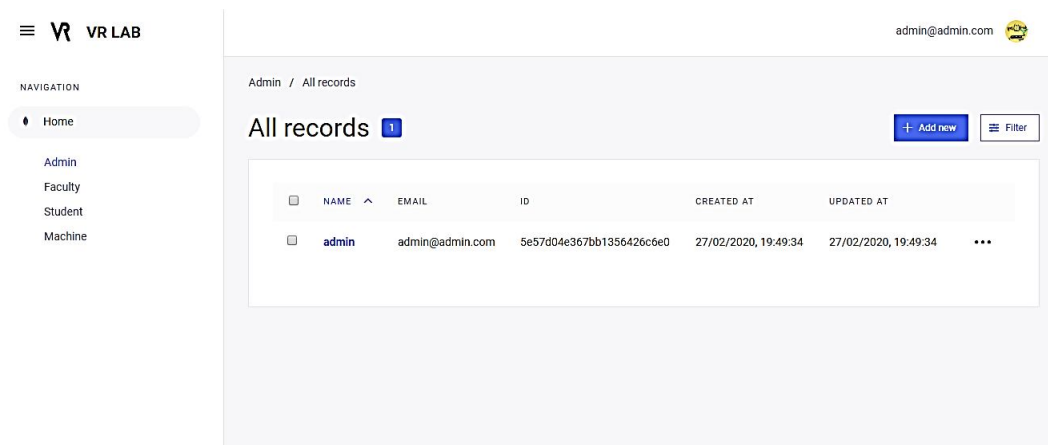 VR VR LAB
admin@admin.com
NAVIGATION
Home
Admin
Faculty
Student
Machine
Admin / All records
All records 1
+ Add new Filter
NAME EMAIL ID CREATED AT UPDATED AT
admin admin@admin.com 5e57d04e367bb1356426c6e0 27/02/2020, 19:49:34 27/02/2020, 19:49:34